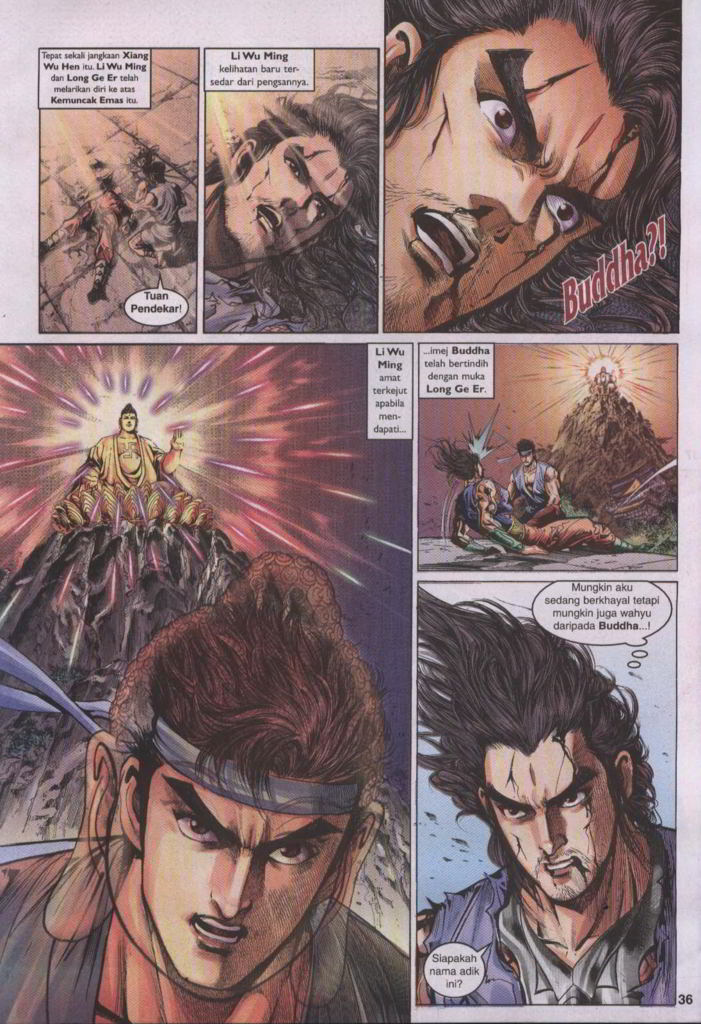 Tepat sekali jangkaan Xiang
Wu Hen itu. Li Wu Ming
dan Long Ge Er telah
melarikan diri ke atas
Kemuncak Emas itu.
Tuan
Pendekar!
Li Wu Ming
kelihatan baru ter-
sedar dari pengsannya.
Buddha?!
Li Wu
Ming
amat
terkejut
apabila
men-
dapati...
...imej Buddha
telah bertindih
dengan muka
Long Ge Er.
Mungkin aku
sedang berkhayal tetapi
mungkin juga wahyu
daripada Buddha...!
Siapakah
nama adik
ini?
36